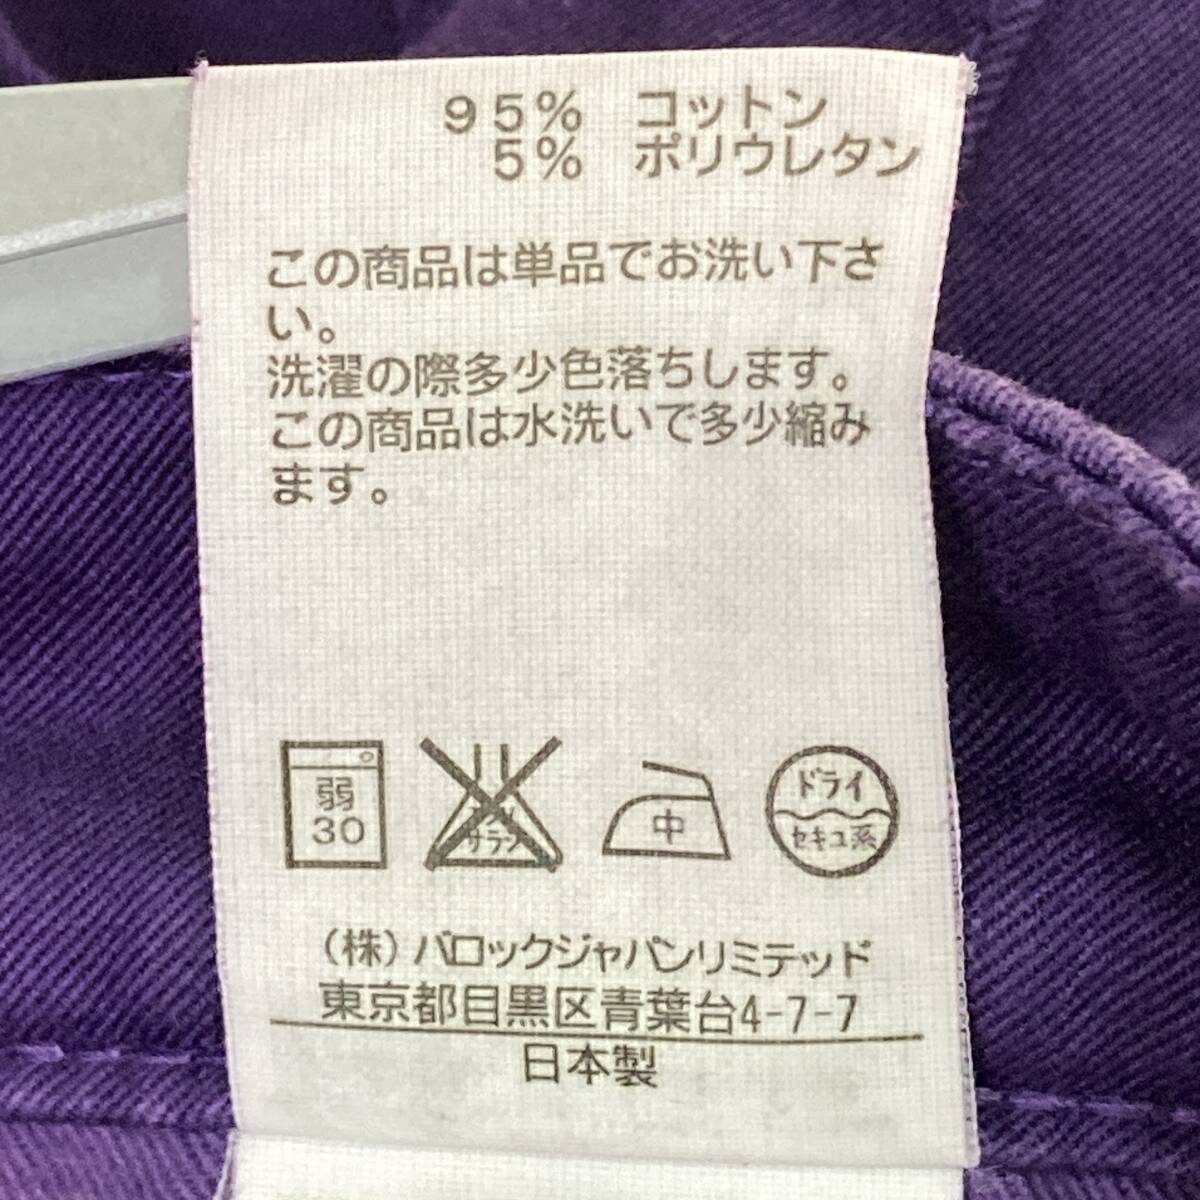 95% コットン
5% ポリウレタン
この商品は単品でお洗い下さ
い。
洗濯の際多少色落ちします。
この商品は水洗いで多少縮み
ます。
弱
30
サラシ
中
ドライ
セキユ系
(株)バロックジャパンリミテッド
東京都目黒区青葉台4-7-7
日本製